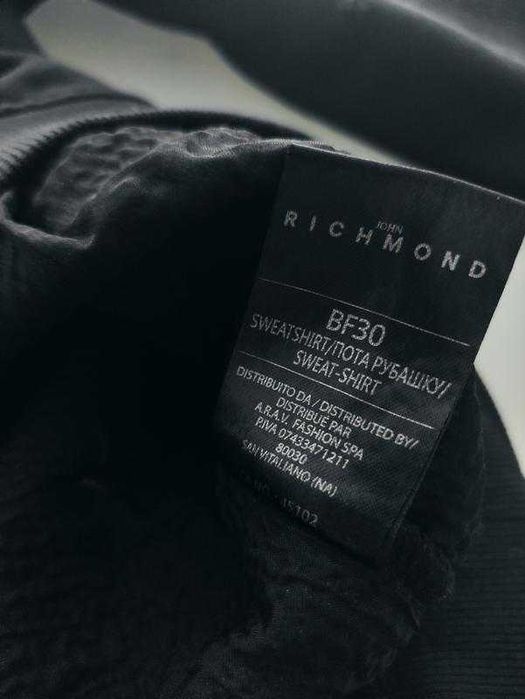 JOHN
RICHMOND
BF30
SWEATSHIRT/ПОТА РУБАШКУ/
SWEAT-SHIRT
DISTRIBUITO DA / DISTRIBUTED BY/
DISTRIBUÉ PAR
A.R.A.V. FASHION SPA
P.IVA 07433471211
80030
SAN VITALIANO (NA)